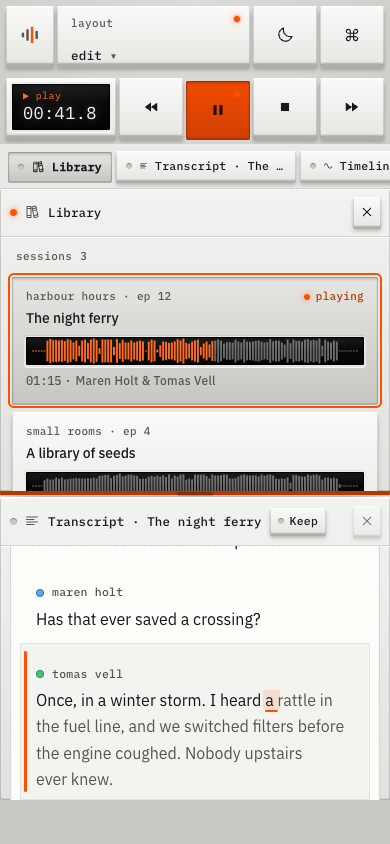 layout
edit ▾
▶ play
00:41.8
Library
Transcript · The …
Timelin
Library
sessions 3
harbour hours · ep 12
playing
The night ferry
01:15 · Maren Holt & Tomas Vell
small rooms · ep 4
A library of seeds
Transcript · The night ferry
Keep
maren holt
Has that ever saved a crossing?
tomas vell
Once, in a winter storm. I heard a rattle in
the fuel line, and we switched filters before
the engine coughed. Nobody upstairs
ever knew.